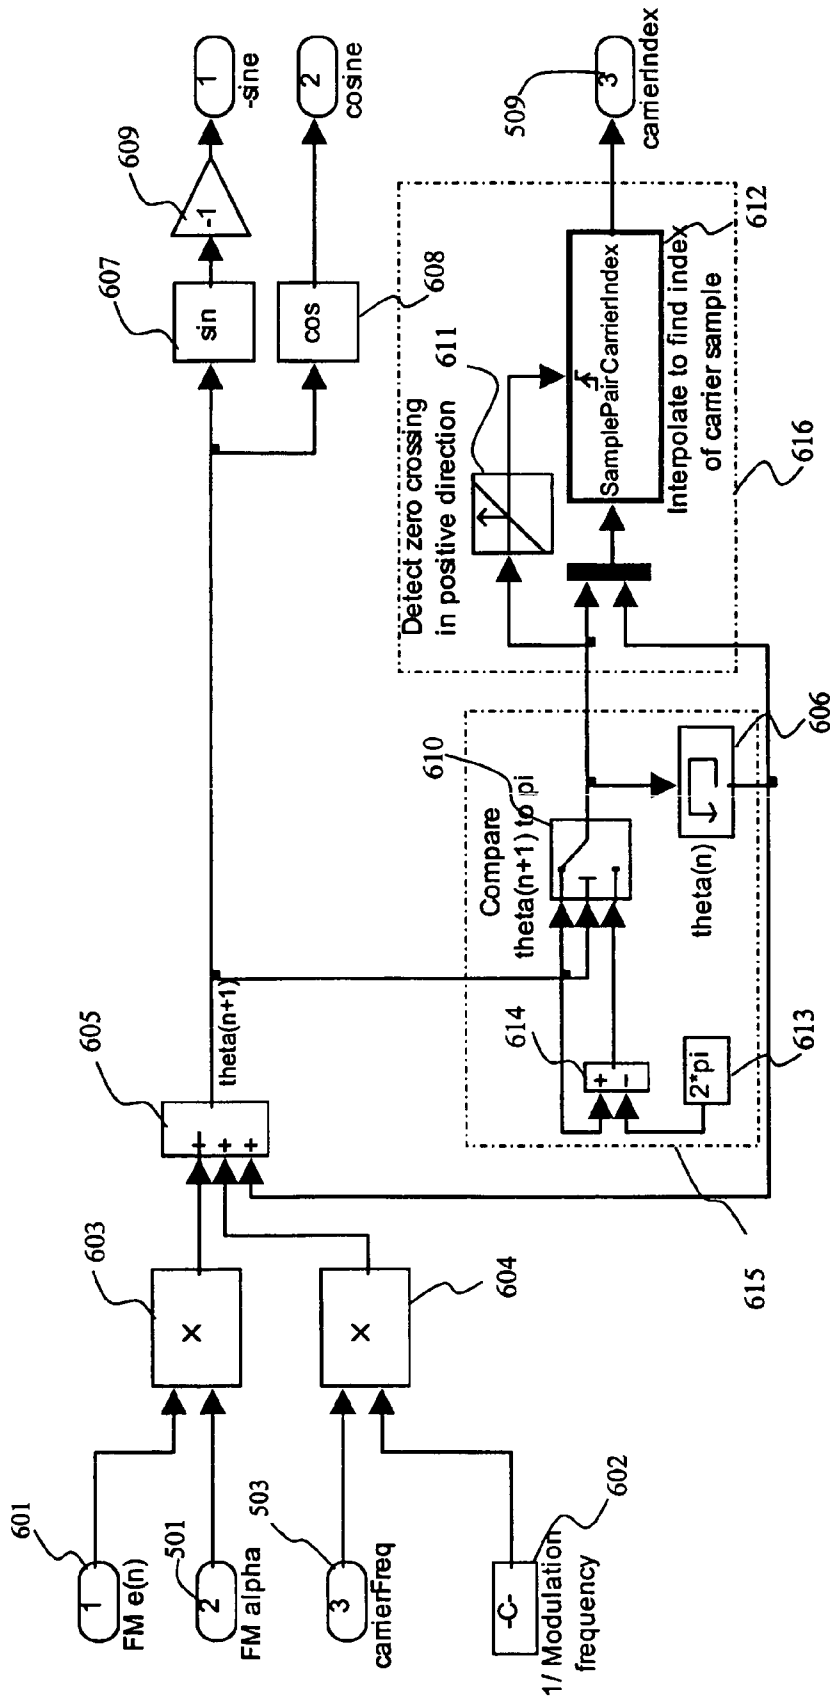 601
1
FM e(n)
501
2
FM alpha
503
3
carrierFreq
-C-
602
1/ Modulation
frequency
603
×
604
×
605
+
+
+
theta(n+1)
607
sin
609
-1
1
-sine
608
cos
2
cosine
614
+
-
2*pi
613
615
Compare
theta(n+1) to pi
610
theta(n)
606
Detect zero crossing
in positive direction
611
SamplePairCarrierIndex
Interpolate to find index
of carrier sample
612
616
509
3
carrierIndex